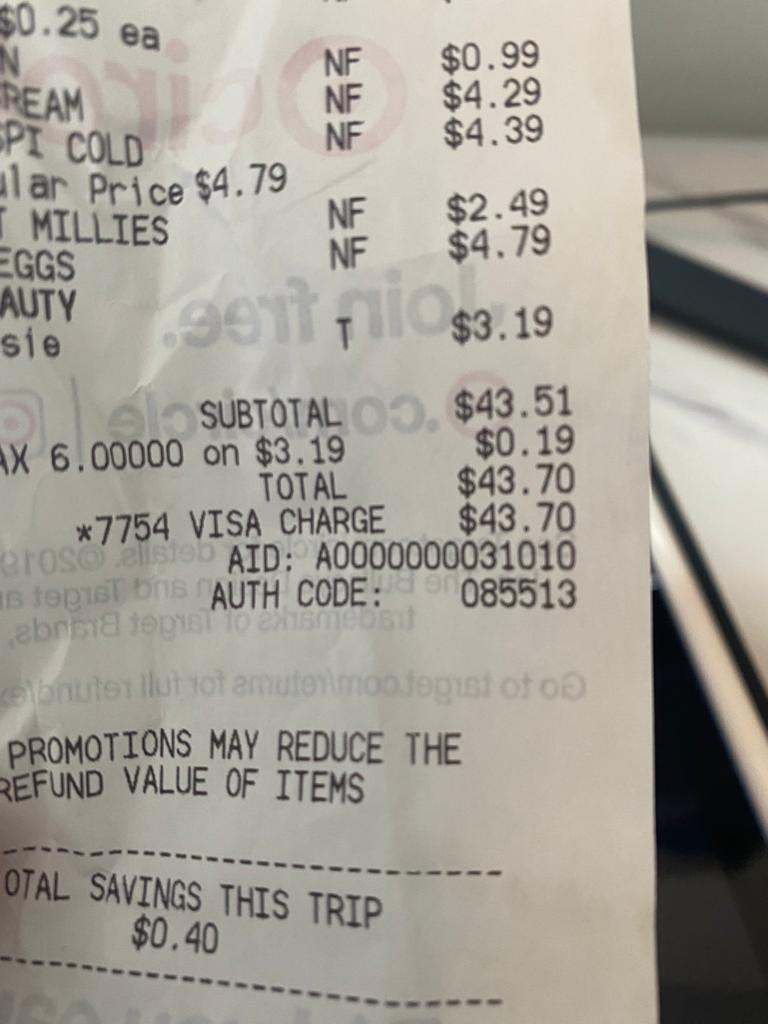 $0.25 ea
N NF $0.99
REAM NF $4.29
SPI COLD NF $4.39
ular Price $4.79
T MILLIES NF $2.49
EGGS NF $4.79
AUTY
sie T $3.19
SUBTOTAL $43.51
AX 6.00000 on $3.19 $0.19
TOTAL $43.70
*7754 VISA CHARGE $43.70
AID: A0000000031010
AUTH CODE: 085513
PROMOTIONS MAY REDUCE THE
REFUND VALUE OF ITEMS
OTAL SAVINGS THIS TRIP
$0.40